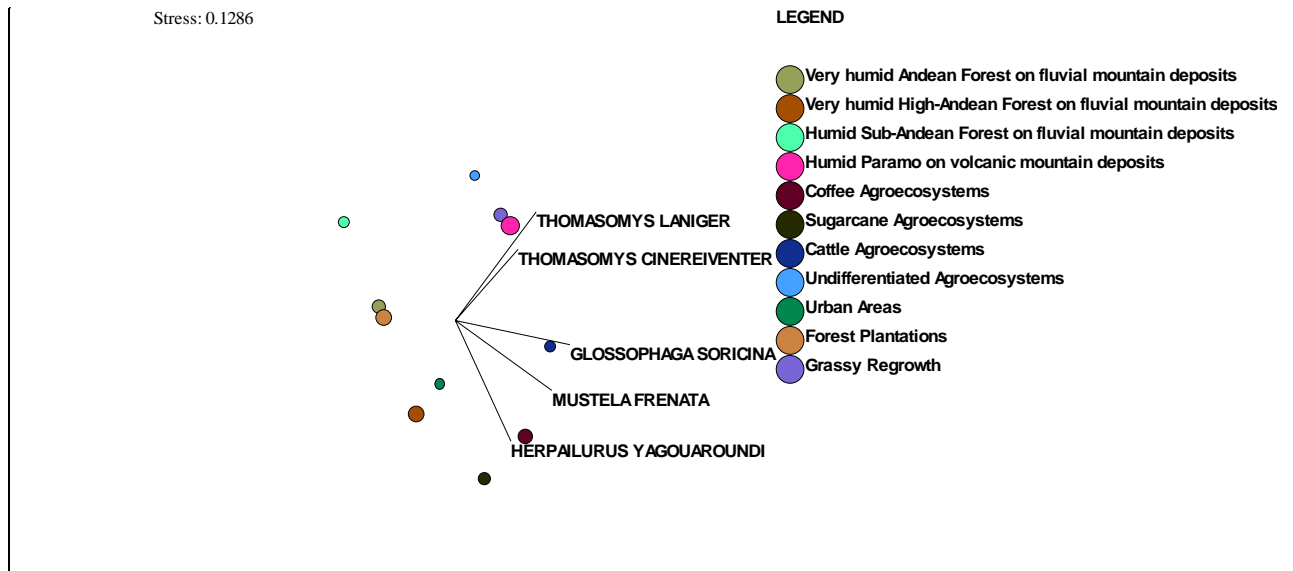 Stress: 0.1286
LEGEND
Very humid Andean Forest on fluvial mountain deposits
Very humid High-Andean Forest on fluvial mountain deposits
Humid Sub-Andean Forest on fluvial mountain deposits
Humid Paramo on volcanic mountain deposits
Coffee Agroecosystems
Sugarcane Agroecosystems
Cattle Agroecosystems
Undifferentiated Agroecosystems
Urban Areas
Forest Plantations
Grassy Regrowth
THOMASOMYS LANIGER
THOMASOMYS CINEREIVENTER
GLOSSOPHAGA SORICINA
MUSTELA FRENATA
HERPAILURUS YAGOUAROUNDI